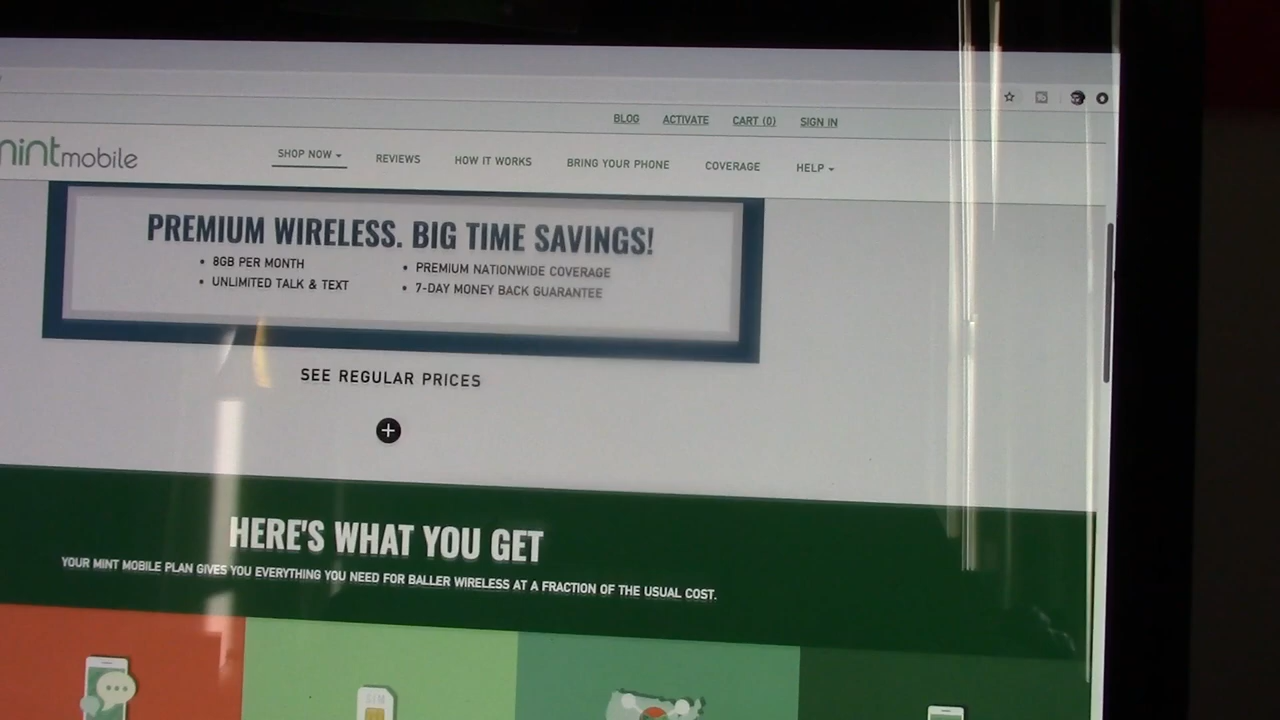 BLOG ACTIVATE CART (0) SIGN IN
mint mobile
SHOP NOW REVIEWS HOW IT WORKS BRING YOUR PHONE COVERAGE HELP
PREMIUM WIRELESS. BIG TIME SAVINGS!
• 8GB PER MONTH
• UNLIMITED TALK & TEXT
• PREMIUM NATIONWIDE COVERAGE
• 7-DAY MONEY BACK GUARANTEE
SEE REGULAR PRICES
HERE'S WHAT YOU GET
YOUR MINT MOBILE PLAN GIVES YOU EVERYTHING YOU NEED FOR BALLER WIRELESS AT A FRACTION OF THE USUAL COST.
SIM